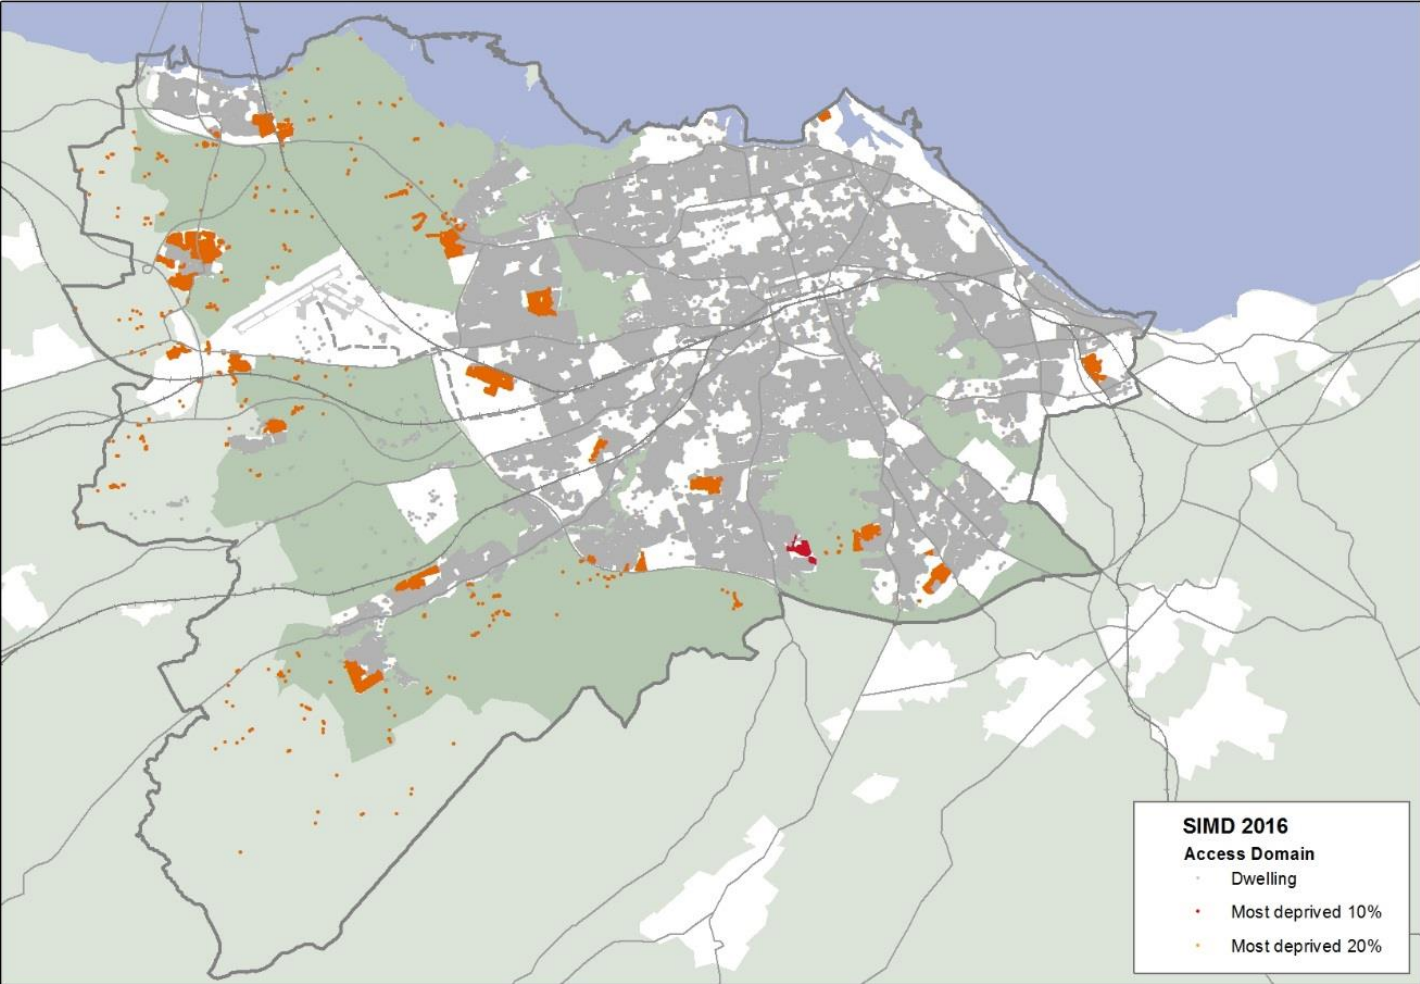 SIMD 2016
Access Domain
Dwelling
Most deprived 10%
Most deprived 20%